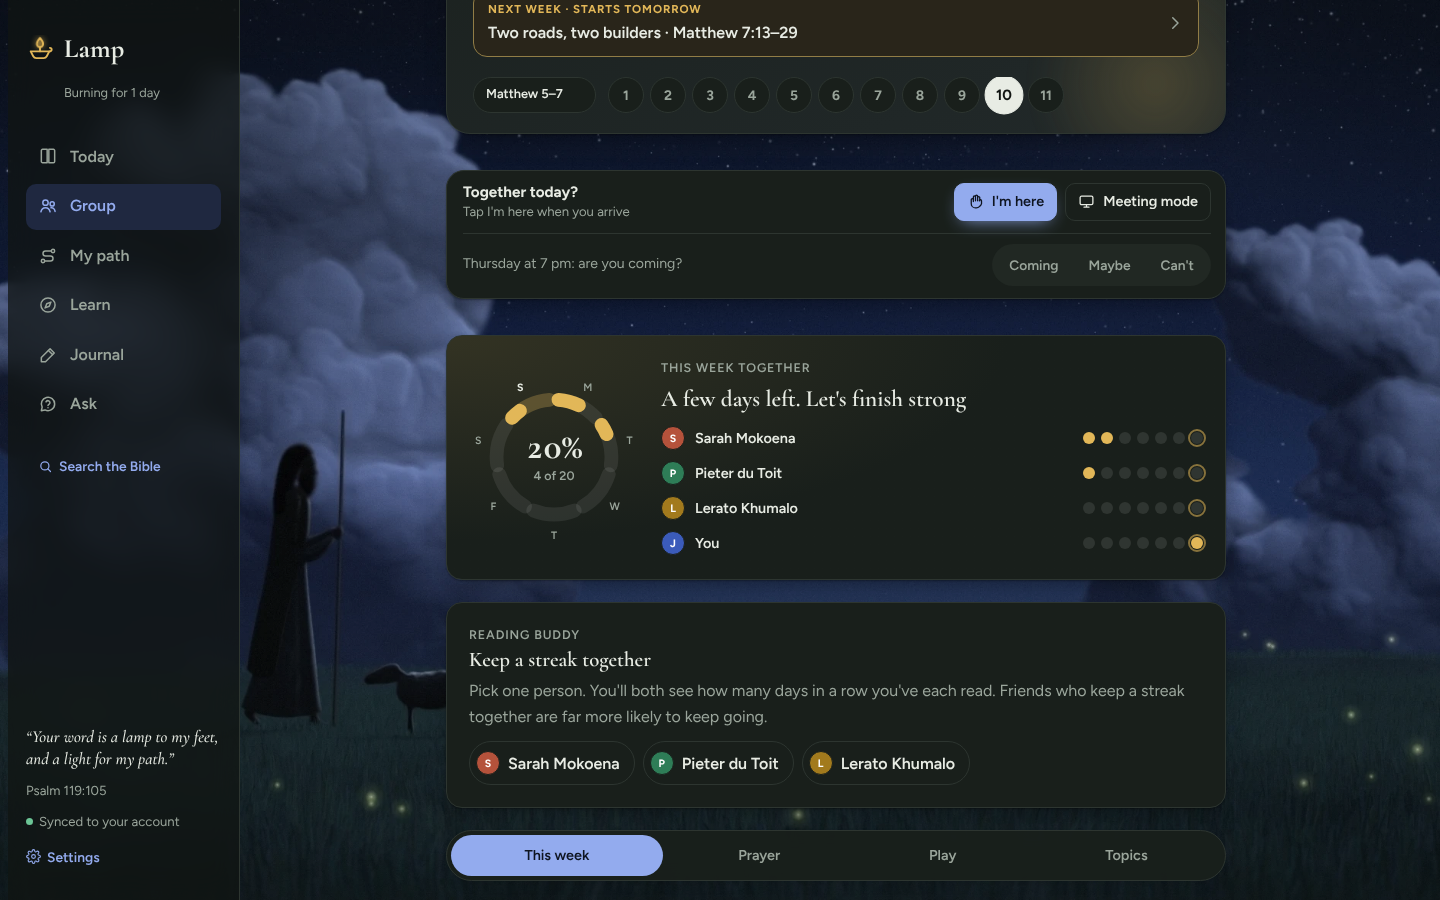 Lamp
Burning for 1 day
Today
Group
My path
Learn
Journal
Ask
Search the Bible
“Your word is a lamp to my feet,
and a light for my path.”
Psalm 119:105
Synced to your account
Settings
NEXT WEEK · STARTS TOMORROW
Two roads, two builders · Matthew 7:13–29
Matthew 5–7 1 2 3 4 5 6 7 8 9 10 11
Together today?
Tap I'm here when you arrive
I'm here Meeting mode
Thursday at 7 pm: are you coming?
Coming Maybe Can't
S M
S T
F W
T
20%
4 of 20
THIS WEEK TOGETHER
A few days left. Let's finish strong
S Sarah Mokoena
P Pieter du Toit
L Lerato Khumalo
J You
READING BUDDY
Keep a streak together
Pick one person. You'll both see how many days in a row you've each read. Friends who keep a streak
together are far more likely to keep going.
S Sarah Mokoena P Pieter du Toit L Lerato Khumalo
This week Prayer Play Topics